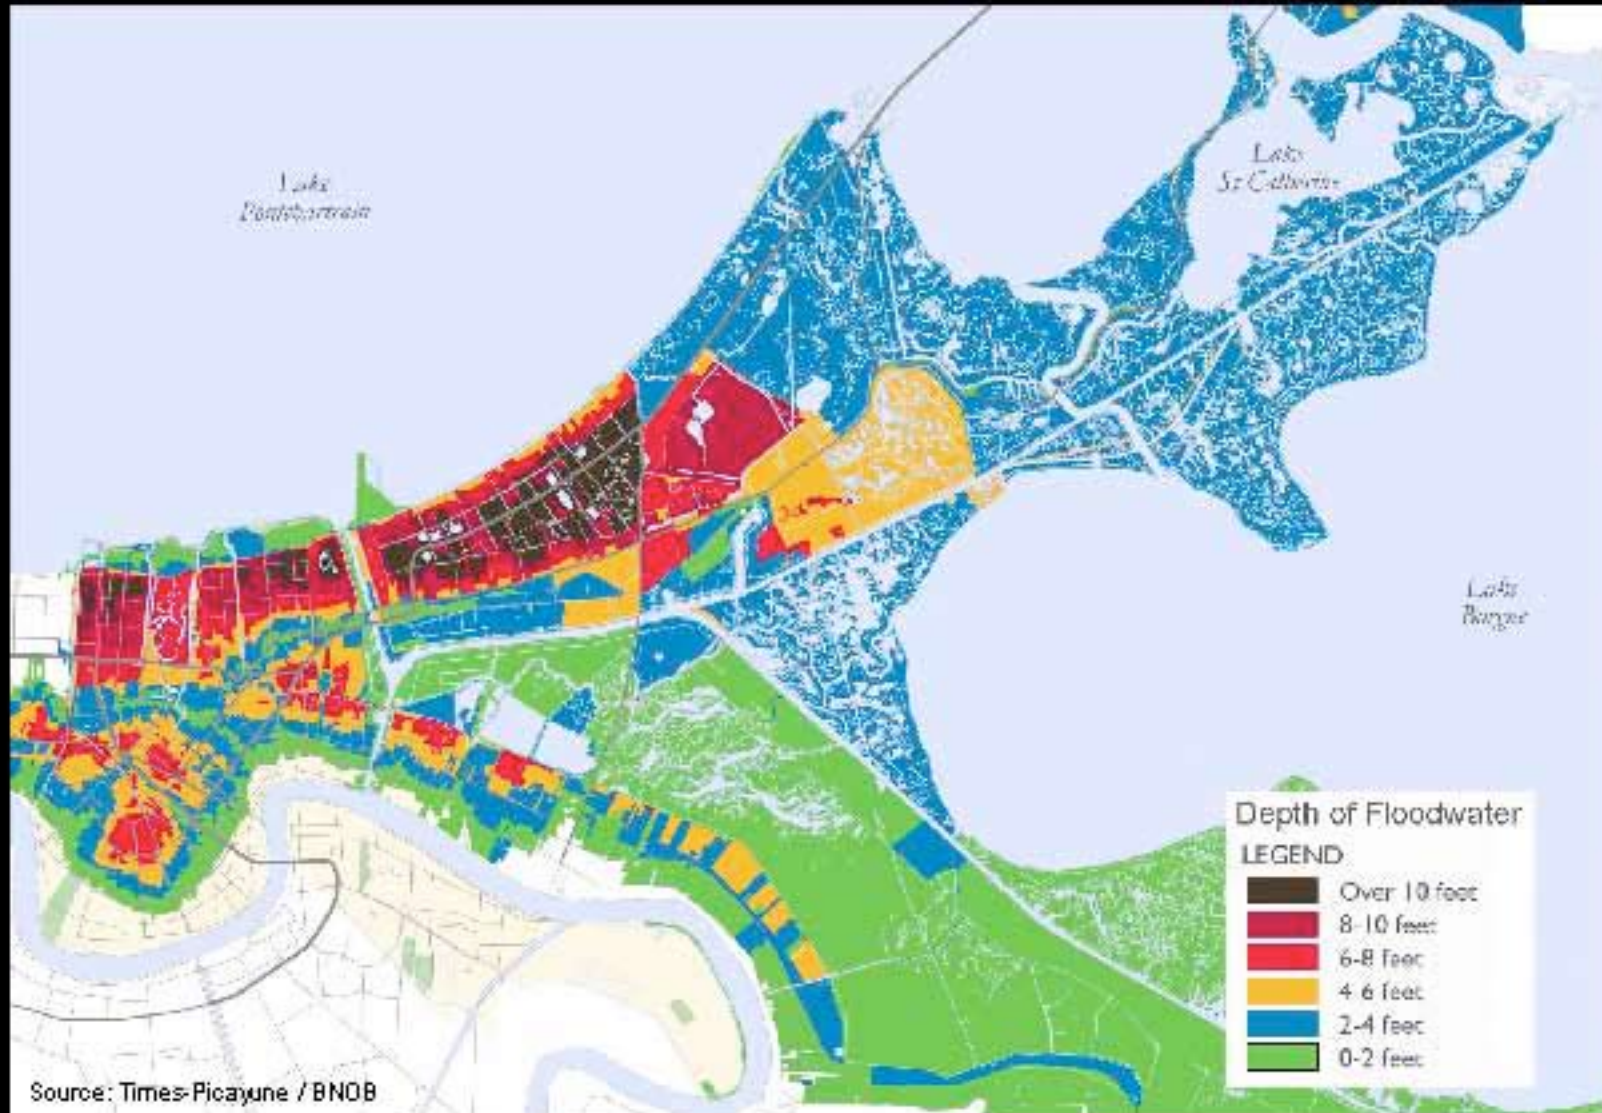 Lake
Pontchartrain
Lake
St Catherine
Lake
Borgne
Depth of Floodwater
LEGEND
Over 10 feet
8-10 feet
6-8 feet
4-6 feet
2-4 feet
0-2 feet
Source: Times-Picayune / BNOB